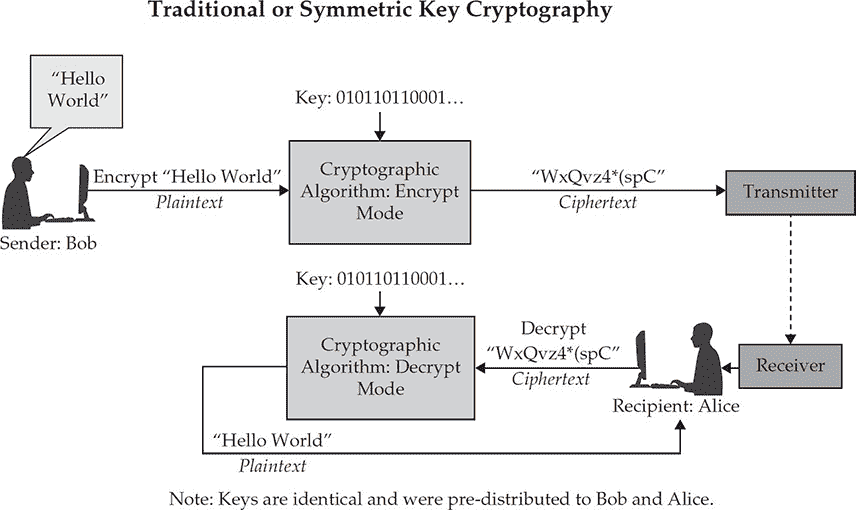 Traditional or Symmetric Key Cryptography
“Hello
World”
Key: 010110110001…
Encrypt “Hello World”
Plaintext
Cryptographic
Algorithm: Encrypt
Mode
“WxQvz4*(spC”
Ciphertext
Transmitter
Sender: Bob
Key: 010110110001…
Cryptographic
Algorithm: Decrypt
Mode
Decrypt
“WxQvz4*(spC”
Ciphertext
Receiver
Recipient: Alice
“Hello World”
Plaintext
Note: Keys are identical and were pre-distributed to Bob and Alice.